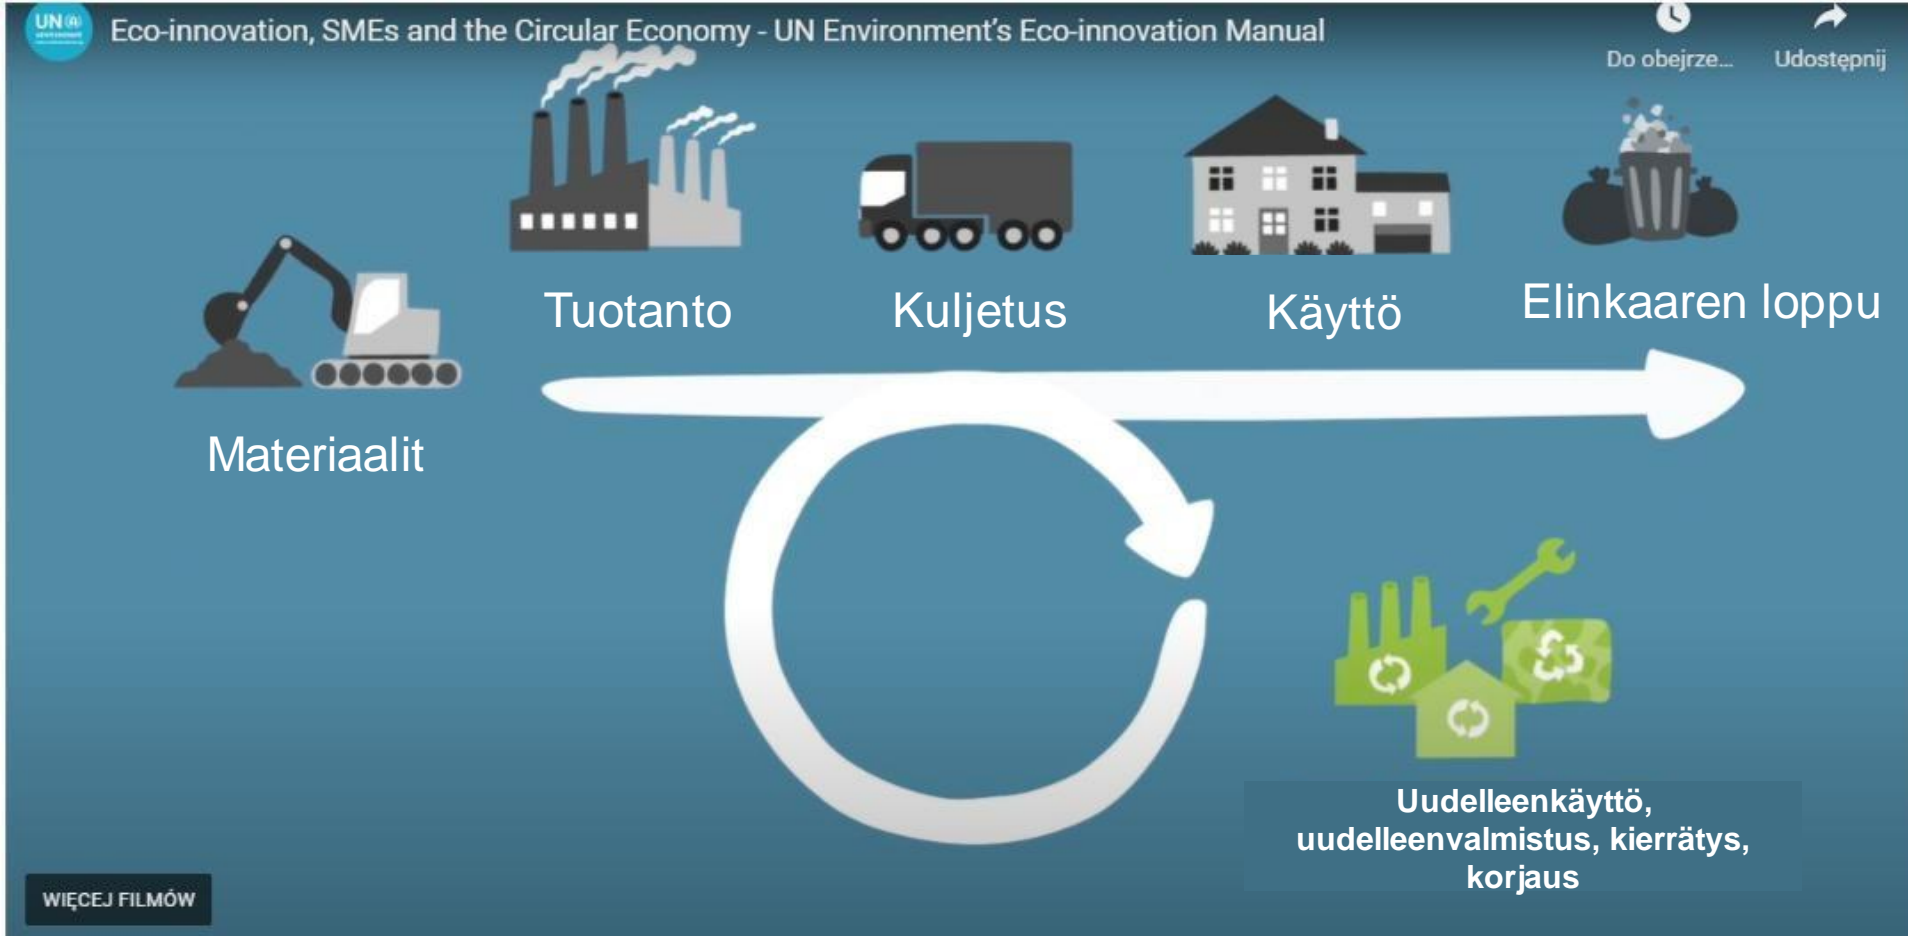 UN
Eco-innovation, SMEs and the Circular Economy - UN Environment's Eco-innovation Manual
Do obejrze...
Udostępnij
Tuotanto
Kuljetus
Käyttö
Elinkaaren loppu
Materiaalit
Uudelleenkäyttö,
uudelleenvalmistus, kierrätys,
korjaus
WIĘCEJ FILMÓW